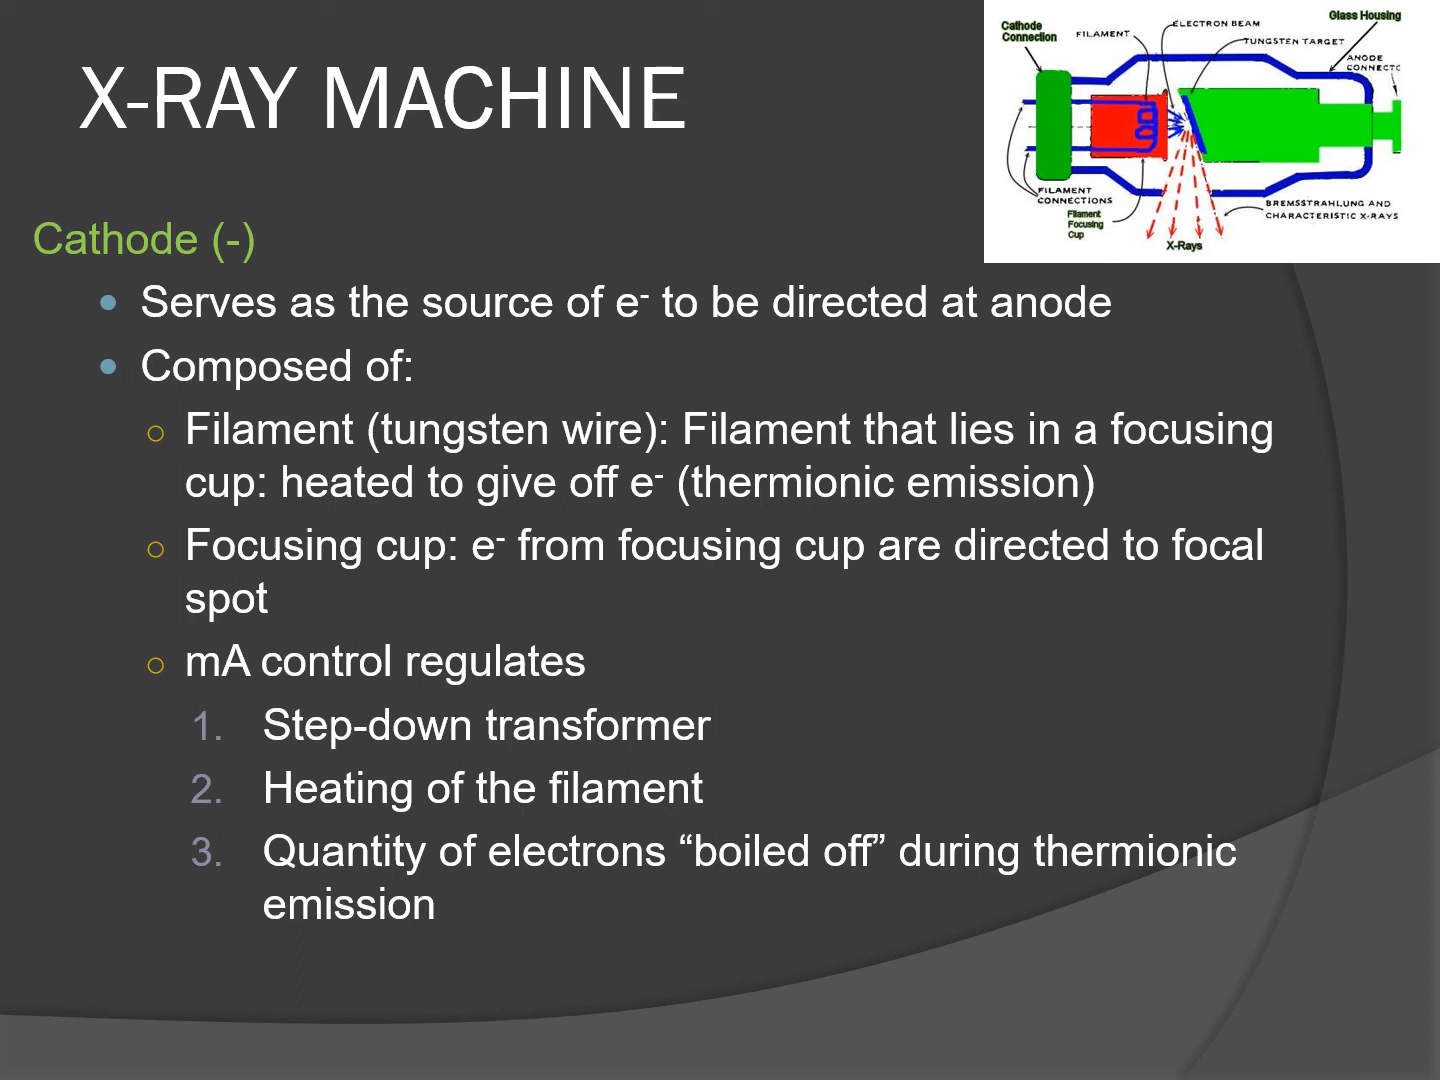 X-RAY MACHINE
Cathode
Connection
FILAMENT
ELECTRON BEAM
TUNGSTEN TARGET
Glass Housing
ANODE
CONNECTC
FILAMENT
CONNECTIONS
Filament
Focusing
Cup
X-Rays
BREMSSTRAHLUNG AND
CHARACTERISTIC X-RAYS
Cathode (-)
• Serves as the source of e- to be directed at anode
• Composed of:
○ Filament (tungsten wire): Filament that lies in a focusing
cup: heated to give off e- (thermionic emission)
○ Focusing cup: e- from focusing cup are directed to focal
spot
○ mA control regulates
1. Step-down transformer
2. Heating of the filament
3. Quantity of electrons “boiled off” during thermionic
emission